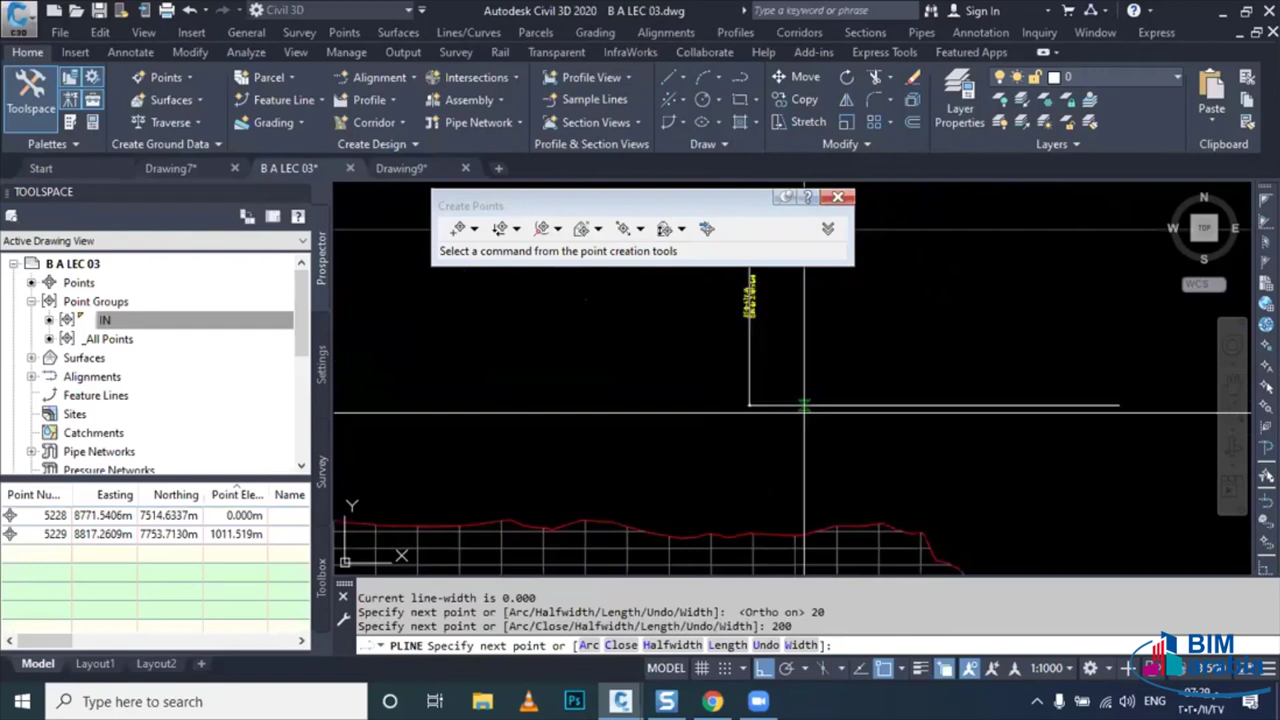 Civil 3D
Autodesk Civil 3D 2020 B A LEC 03.dwg
Type a keyword or phrase
Sign In
C3D
File Edit View Insert General Survey Points Surfaces Lines/Curves Parcels Grading Alignments Profiles Corridors Sections Pipes Annotation Inquiry Window Express
Home Insert Annotate Modify Analyze View Manage Output Survey Rail Transparent InfraWorks Collaborate Help Add-ins Express Tools Featured Apps
Toolspace
Points Parcel Alignment Intersections Profile View Move
Surfaces Feature Line Profile Assembly Sample Lines Copy
Traverse Grading Corridor Pipe Network Section Views Stretch
Layer Properties
0
Paste
Palettes Create Ground Data Create Design Profile & Section Views Draw Modify Layers Clipboard
Start Drawing7* B A LEC 03* Drawing9*
TOOLSPACE
Active Drawing View
B A LEC 03
Points
Point Groups
IN
_All Points
Surfaces
Alignments
Feature Lines
Sites
Catchments
Pipe Networks
Pressure Networks
Prospector
Settings
Survey
Toolbox
Point Nu... Easting Northing Point Ele... Name
5228 8771.5406m 7514.6337m 0.000m
5229 8817.2609m 7753.7130m 1011.519m
Create Points
Select a command from the point creation tools
N
W TOP E
S
WCS
Y
X
Current line-width is 0.000
Specify next point or [Arc/Halfwidth/Length/Undo/Width]: <Ortho on> 20
Specify next point or [Arc/Close/Halfwidth/Length/Undo/Width]: 200
PLINE Specify next point or [Arc Close Halfwidth Length Undo Width]:
Model Layout1 Layout2
MODEL 1:1000
BIM
Type here to search
ENG